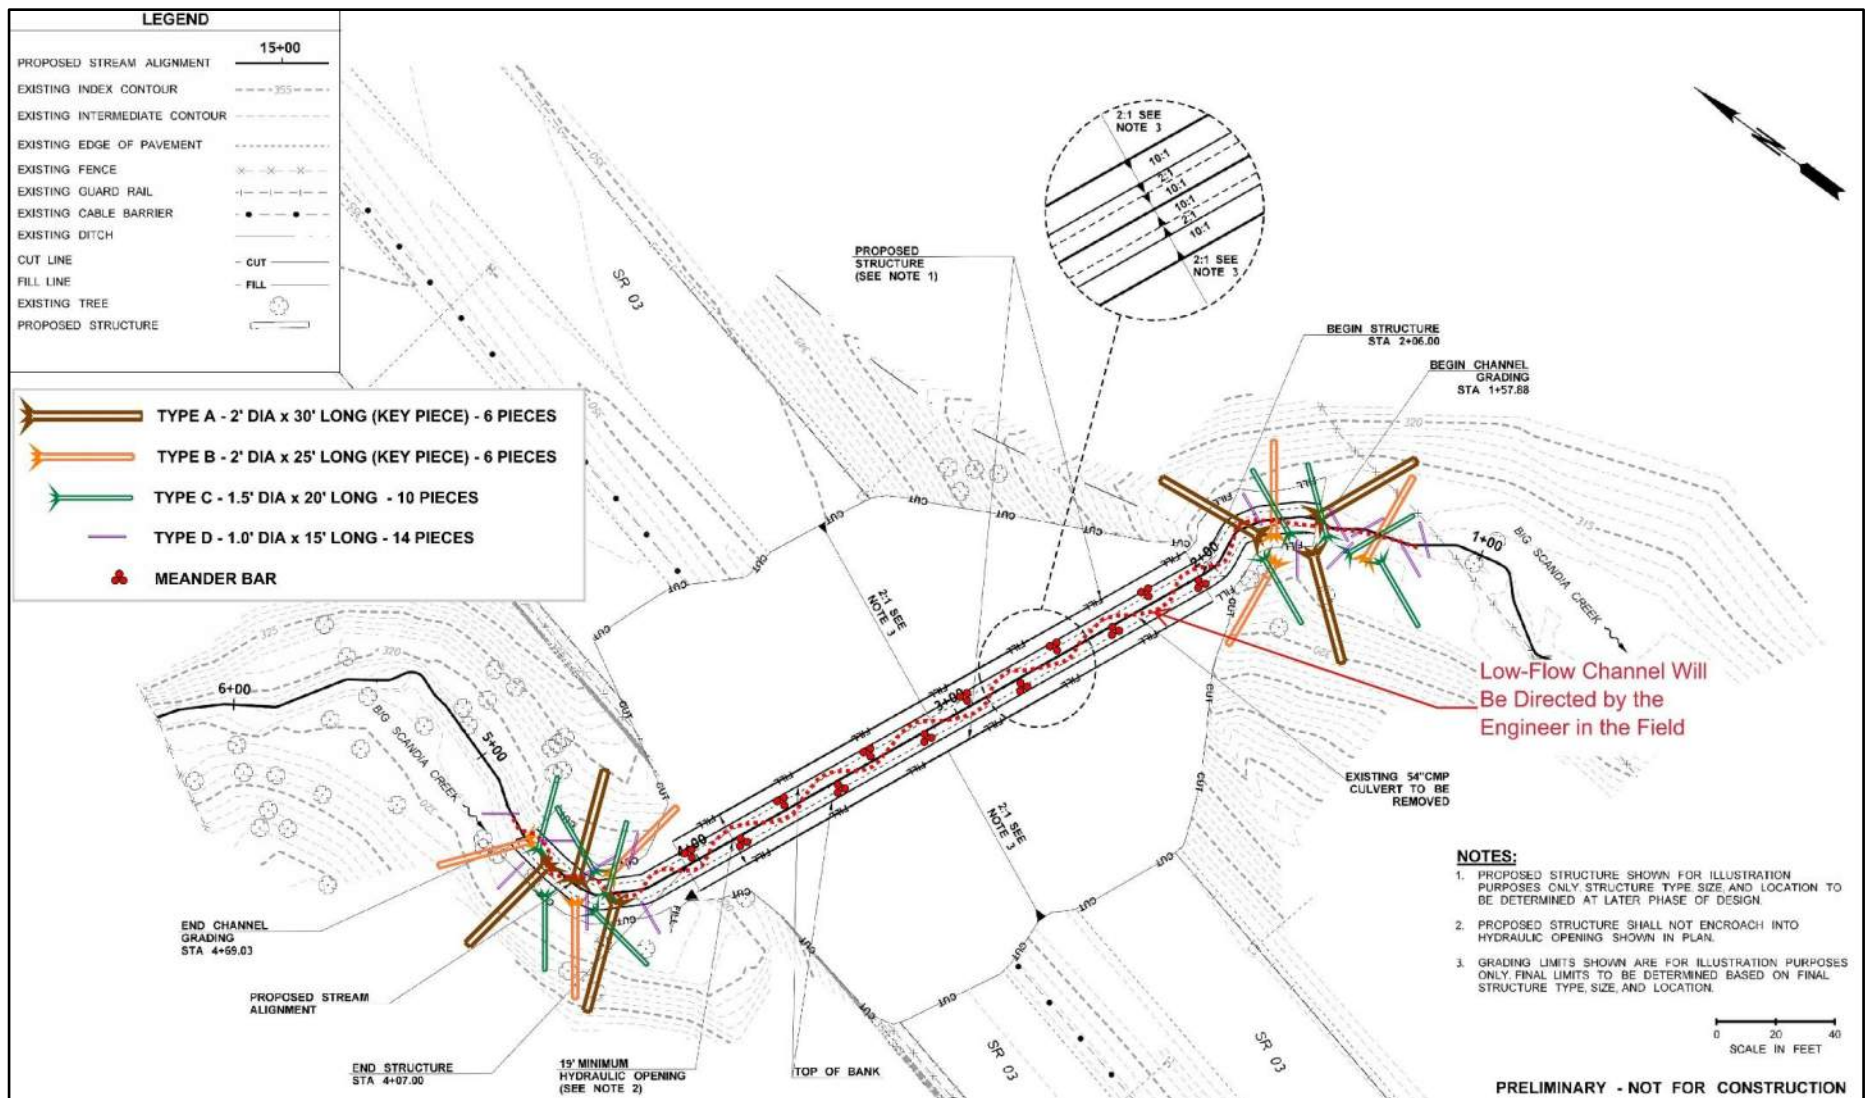 LEGEND
15+00
PROPOSED STREAM ALIGNMENT
EXISTING INDEX CONTOUR
355
EXISTING INTERMEDIATE CONTOUR
EXISTING EDGE OF PAVEMENT
EXISTING FENCE
EXISTING GUARD RAIL
EXISTING CABLE BARRIER
EXISTING DITCH
CUT LINE
CUT
FILL LINE
FILL
EXISTING TREE
PROPOSED STRUCTURE
TYPE A - 2' DIA x 30' LONG (KEY PIECE) - 6 PIECES
TYPE B - 2' DIA x 25' LONG (KEY PIECE) - 6 PIECES
TYPE C - 1.5' DIA x 20' LONG - 10 PIECES
TYPE D - 1.0' DIA x 15' LONG - 14 PIECES
MEANDER BAR
2:1 SEE
NOTE 3
10:1
2:1
10:1
10:1
2:1
10:1
2:1 SEE
NOTE 3
N
SR 03
PROPOSED
STRUCTURE
(SEE NOTE 1)
BEGIN STRUCTURE
STA 2+06.00
BEGIN CHANNEL
GRADING
STA 1+57.88
320
315
1+00
BIG SCANDIA CREEK
2+00
2:1 SEE
NOTE 3
3+00
Low-Flow Channel Will
Be Directed by the
Engineer in the Field
EXISTING 54"CMP
CULVERT TO BE
REMOVED
325
320
6+00
5+00
BIG SCANDIA CREEK
4+00
2:1 SEE
NOTE 3
END CHANNEL
GRADING
STA 4+69.03
PROPOSED STREAM
ALIGNMENT
END STRUCTURE
STA 4+07.00
19' MINIMUM
HYDRAULIC OPENING
(SEE NOTE 2)
TOP OF BANK
SR 03
SR 03
NOTES:
1. PROPOSED STRUCTURE SHOWN FOR ILLUSTRATION
PURPOSES ONLY. STRUCTURE TYPE, SIZE, AND LOCATION TO
BE DETERMINED AT LATER PHASE OF DESIGN.
2. PROPOSED STRUCTURE SHALL NOT ENCROACH INTO
HYDRAULIC OPENING SHOWN IN PLAN.
3. GRADING LIMITS SHOWN ARE FOR ILLUSTRATION PURPOSES
ONLY. FINAL LIMITS TO BE DETERMINED BASED ON FINAL
STRUCTURE TYPE, SIZE, AND LOCATION.
0 20 40
SCALE IN FEET
PRELIMINARY - NOT FOR CONSTRUCTION